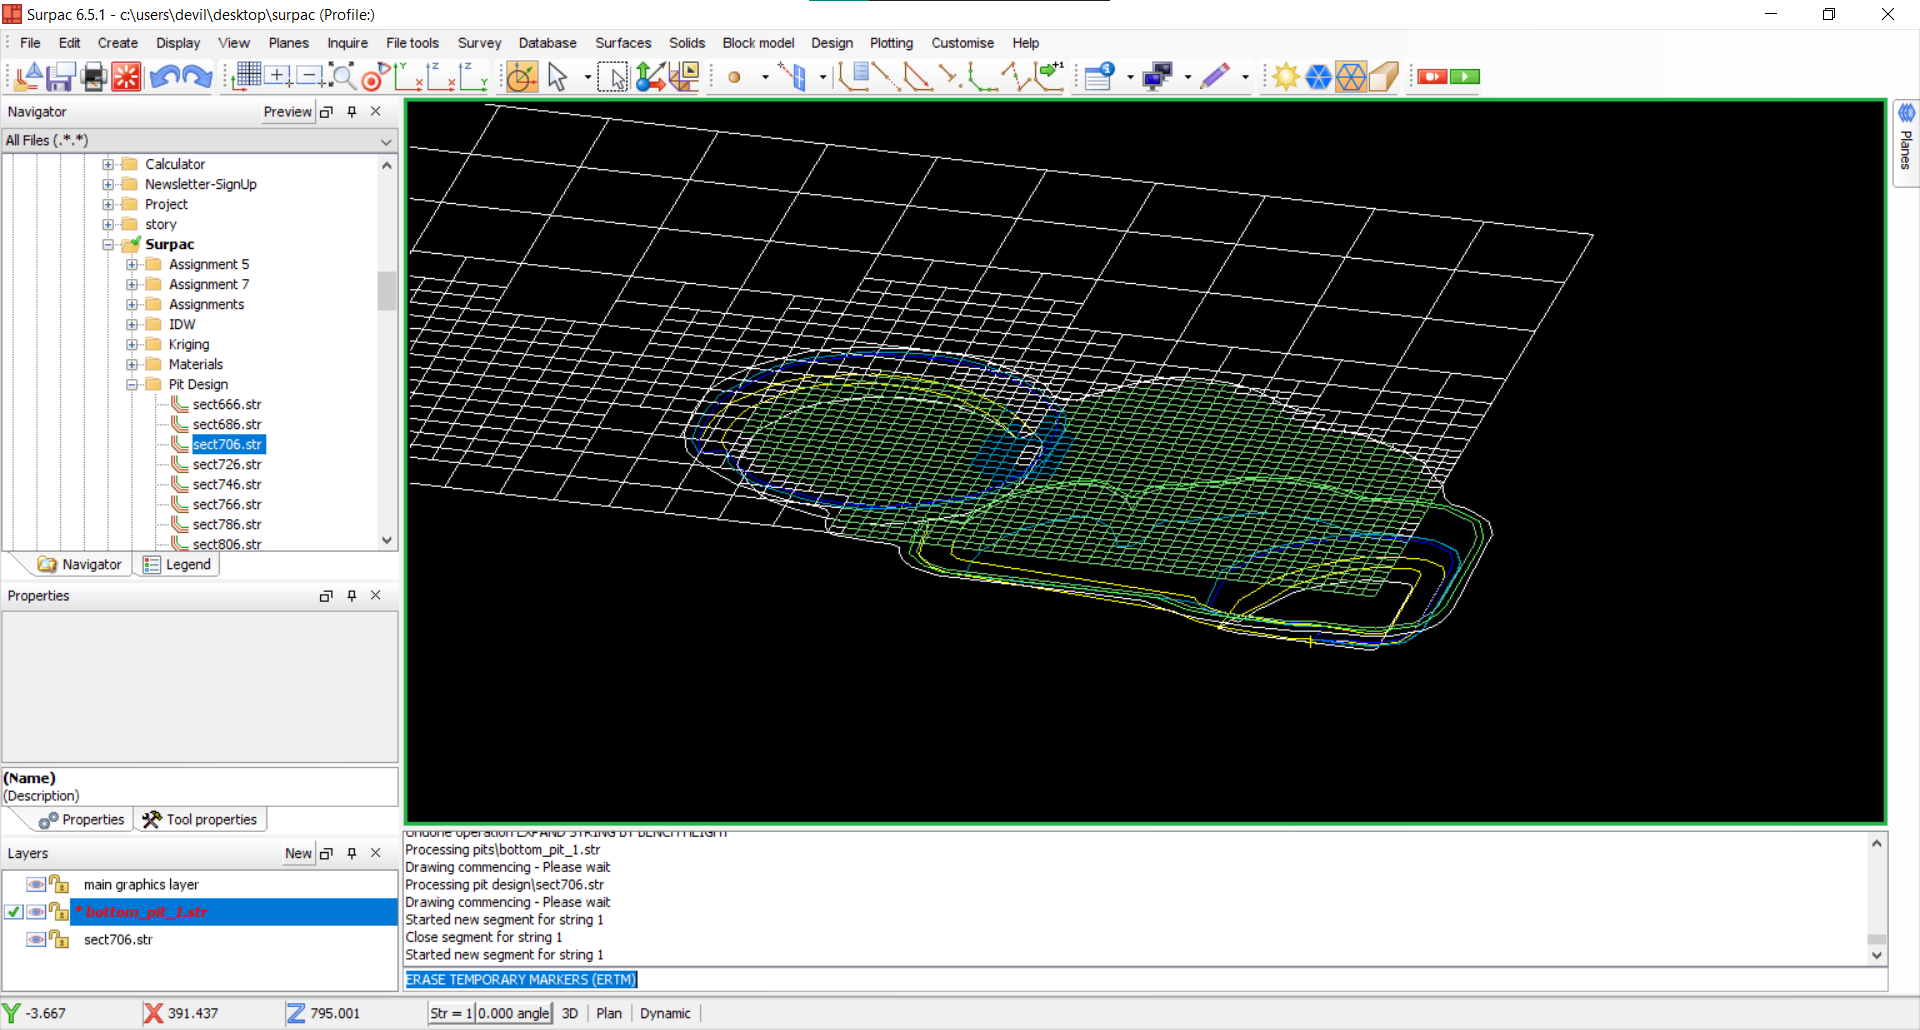 Surpac 6.5.1 - c:\users\devil\desktop\surpac (Profile:)
File Edit Create Display View Planes Inquire File tools Survey Database Surfaces Solids Block model Design Plotting Customise Help
Navigator Preview
All Files (.*.*)
Calculator
Newsletter-SignUp
Project
story
Surpac
Assignment 5
Assignment 7
Assignments
IDW
Kriging
Materials
Pit Design
sect666.str
sect686.str
sect706.str
sect726.str
sect746.str
sect766.str
sect786.str
sect806.str
Navigator Legend
Properties
(Name)
(Description)
Properties Tool properties
Layers New
main graphics layer
* bottom_pit_1.str
sect706.str
Planes
Undone operation EXPAND STRING BY BENCH HEIGHT
Processing pits\bottom_pit_1.str
Drawing commencing - Please wait
Processing pit design\sect706.str
Drawing commencing - Please wait
Started new segment for string 1
Close segment for string 1
Started new segment for string 1
ERASE TEMPORARY MARKERS (ERTM)
Y -3.667 X 391.437 Z 795.001 Str = 1 0.000 angle 3D Plan Dynamic